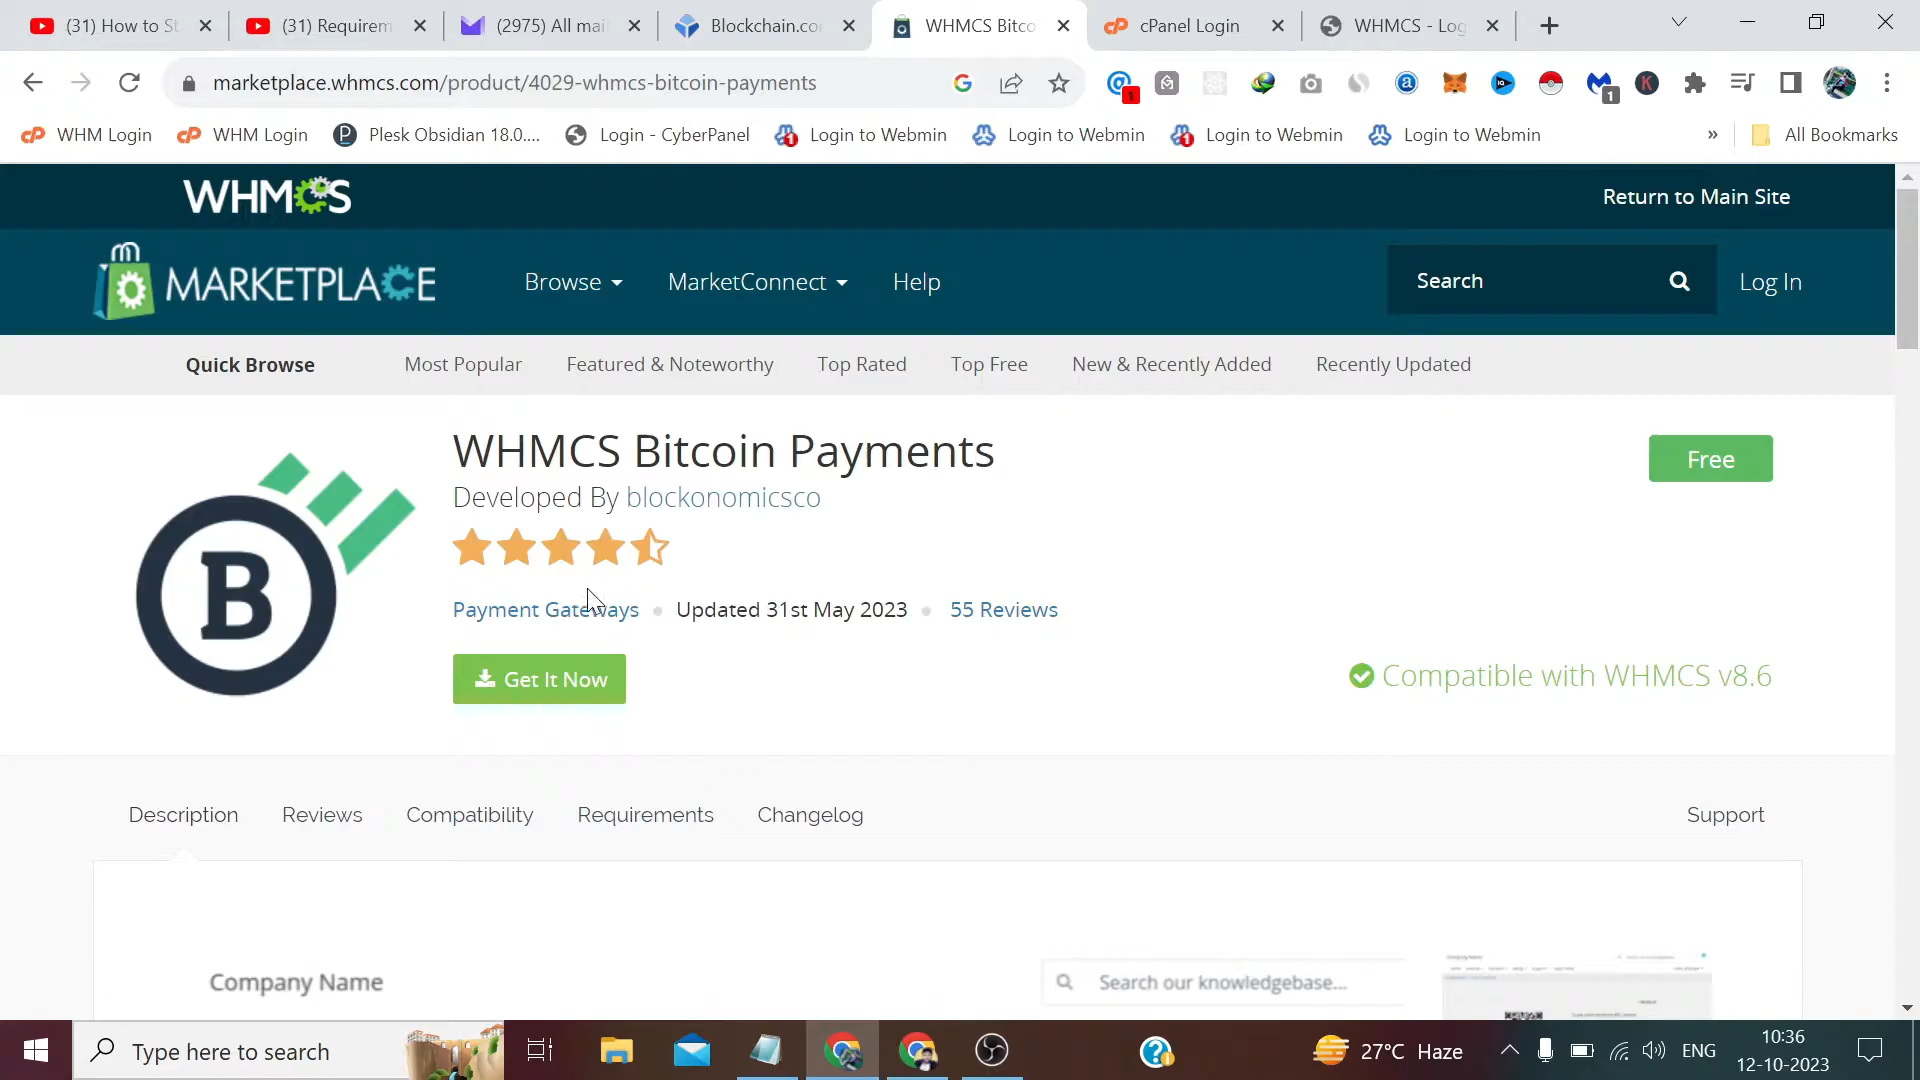 (31) How to St
(31) Requirem
(2975) All mai
Blockchain.co
WHMCS Bitco
cPanel Login
WHMCS - Log
marketplace.whmcs.com/product/4029-whmcs-bitcoin-payments
WHM Login
WHM Login
Plesk Obsidian 18.0....
Login - CyberPanel
Login to Webmin
Login to Webmin
Login to Webmin
Login to Webmin
»
All Bookmarks
WHMCS
Return to Main Site
MARKETPLACE
Browse
MarketConnect
Help
Search
Log In
Quick Browse
Most Popular
Featured & Noteworthy
Top Rated
Top Free
New & Recently Added
Recently Updated
WHMCS Bitcoin Payments
Free
Developed By blockonomicsco
B
Payment Gateways
Updated 31st May 2023
55 Reviews
Get It Now
Compatible with WHMCS v8.6
Description
Reviews
Compatibility
Requirements
Changelog
Support
Company Name
Search our knowledgebase...
Type here to search
27°C Haze
ENG
10:36
12-10-2023